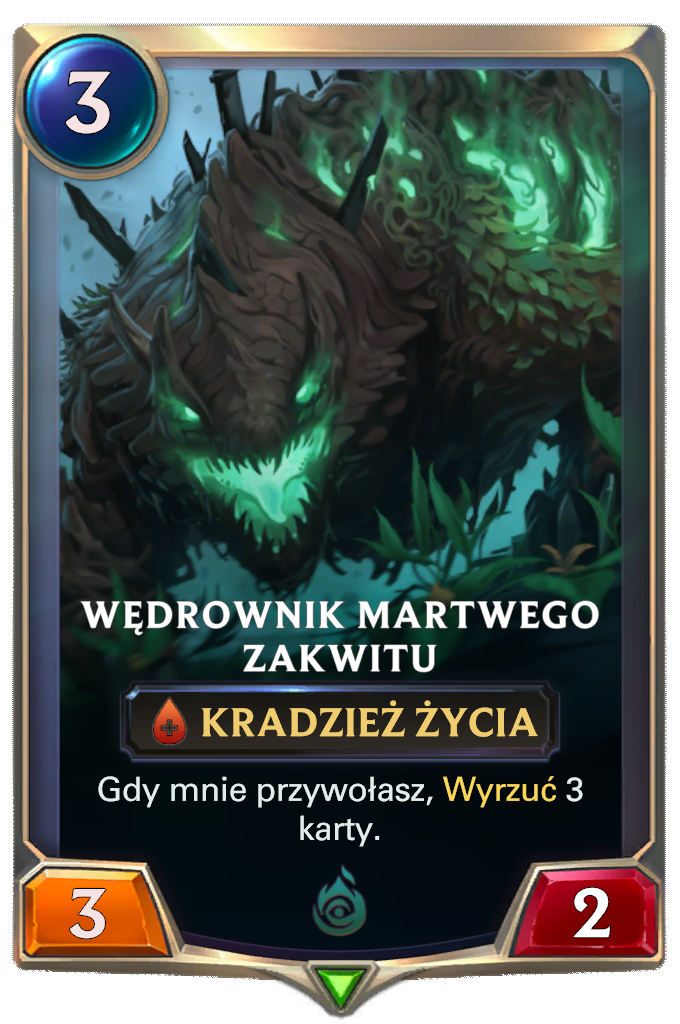 3
WĘDROWNIK MARTWEGO
ZAKWITU
KRADZIEŻ ŻYCIA
Gdy mnie przywołasz, Wyrzuć 3
karty.
3
2